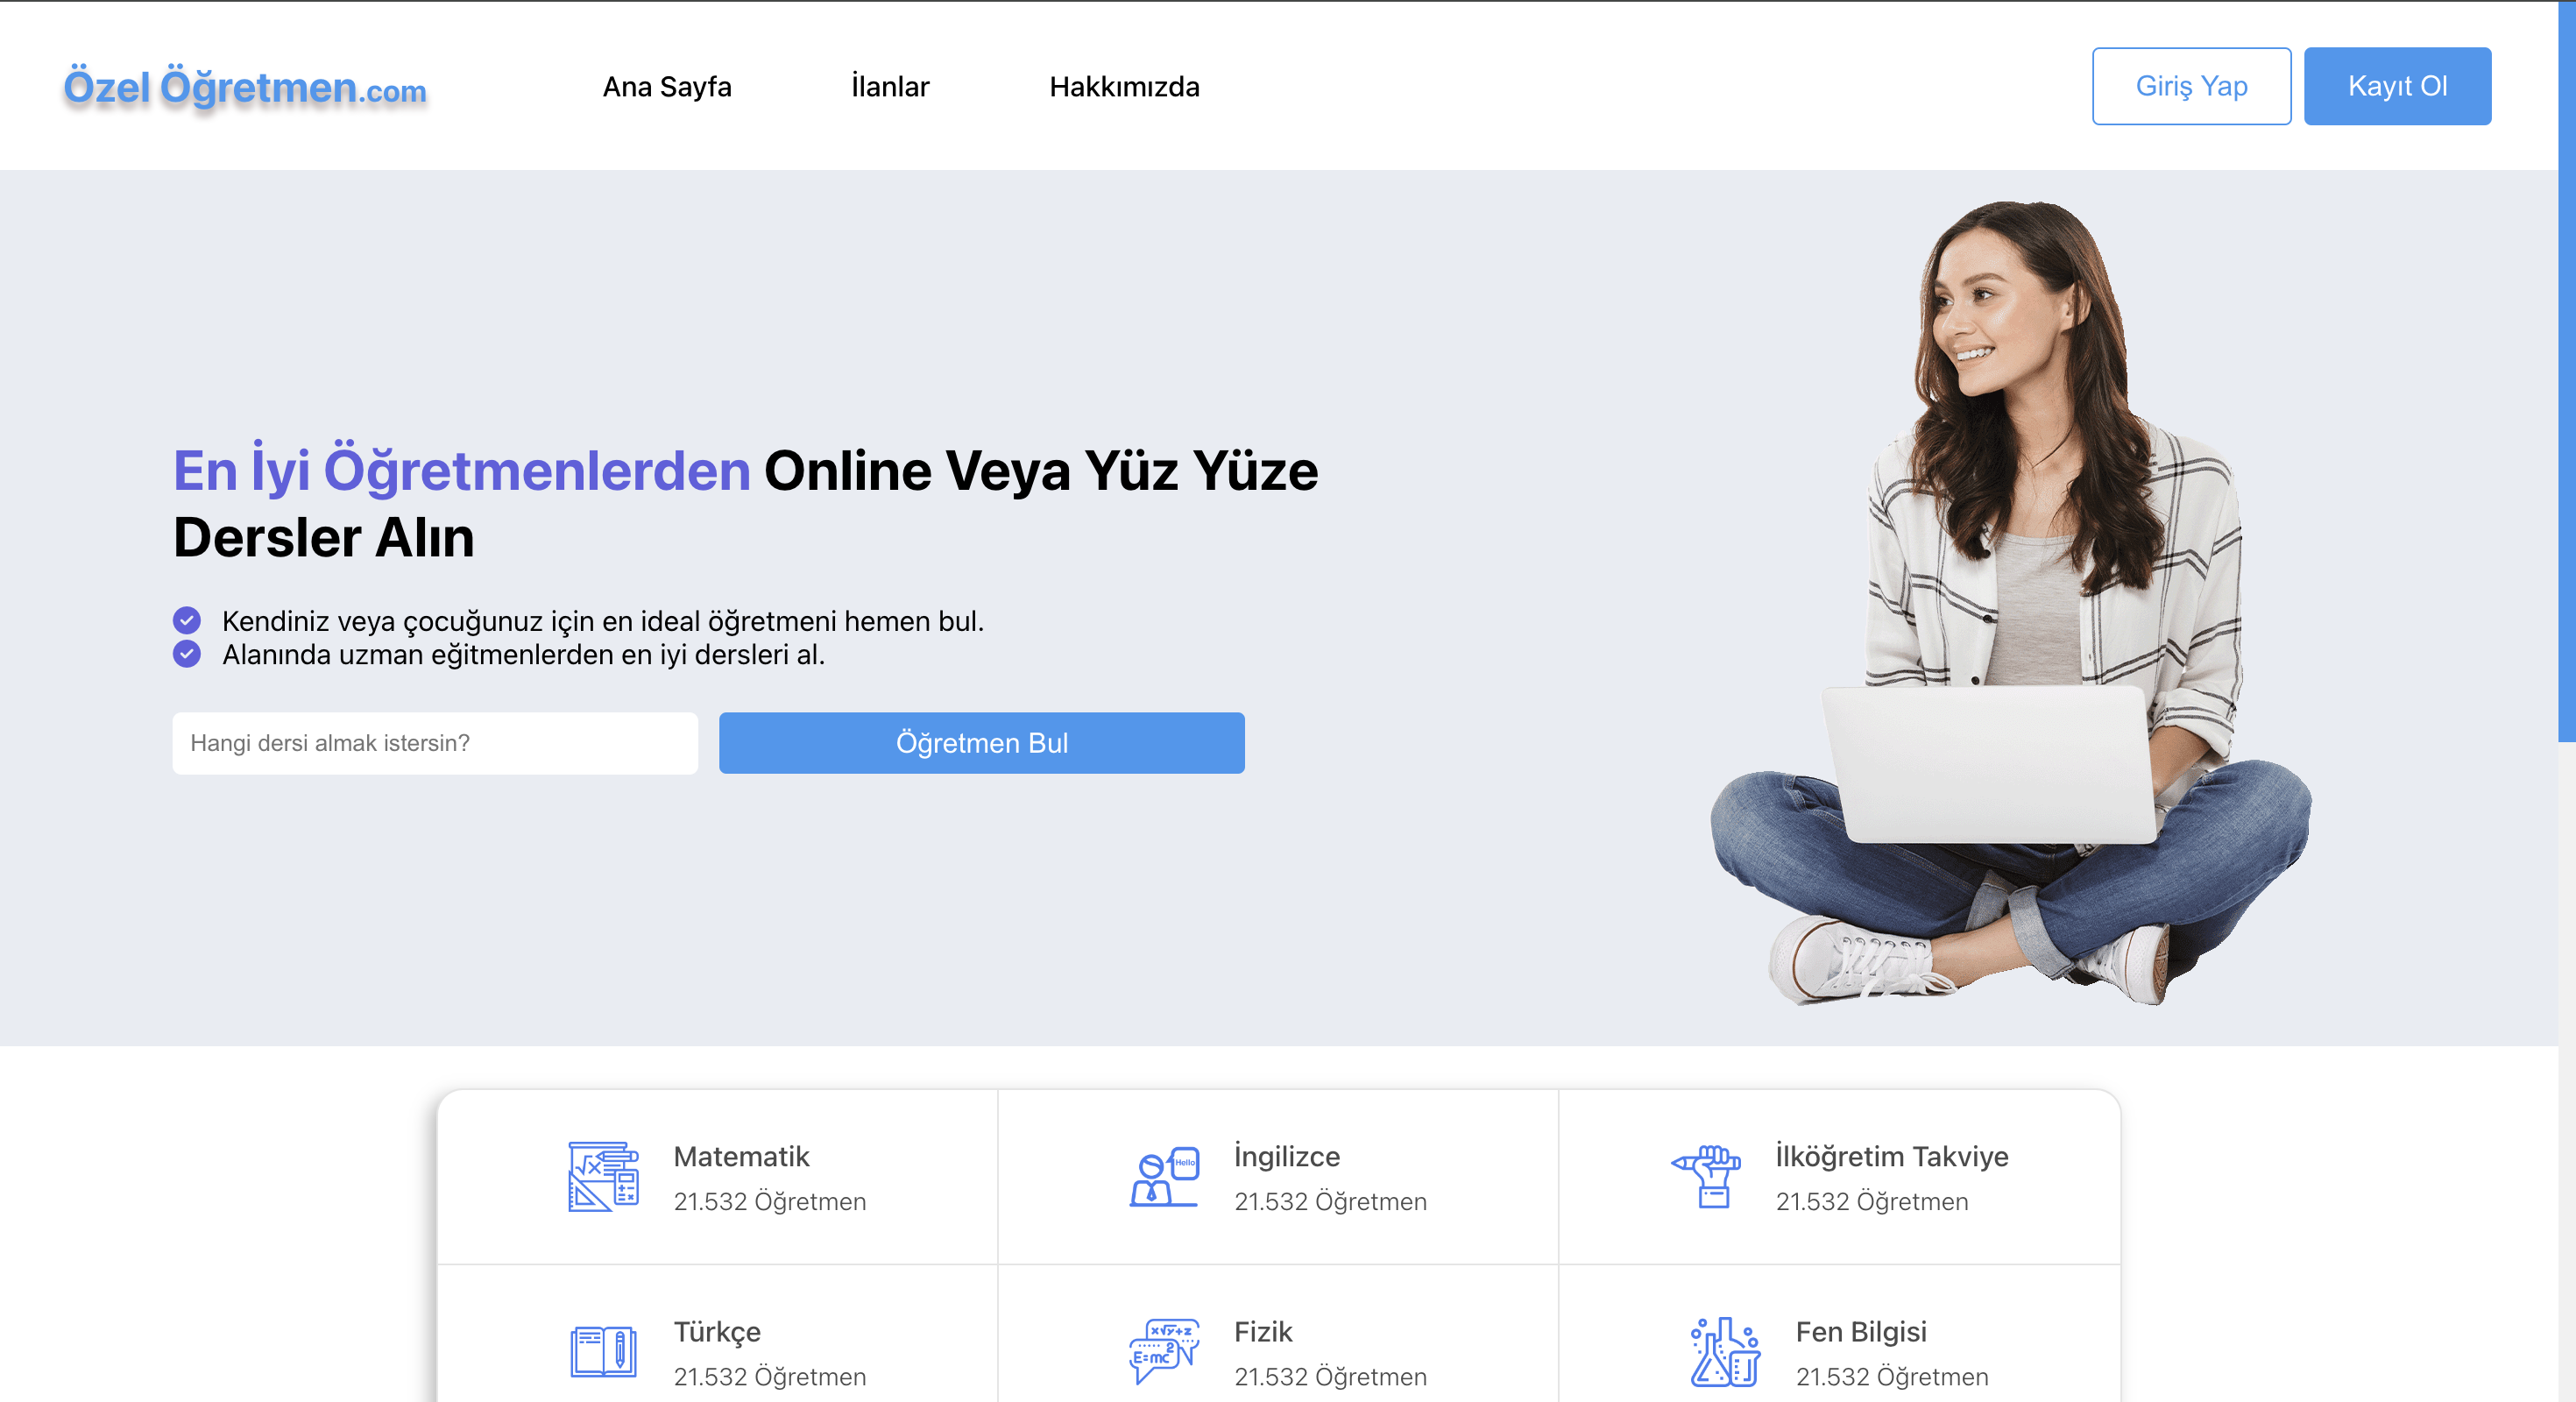 Özel Öğretmen.com
Ana Sayfa
İlanlar
Hakkımızda
Giriş Yap
Kayıt Ol
En İyi Öğretmenlerden Online Veya Yüz Yüze
Dersler Alın
Kendiniz veya çocuğunuz için en ideal öğretmeni hemen bul.
Alanında uzman eğitmenlerden en iyi dersleri al.
Hangi dersi almak istersin?
Öğretmen Bul
Matematik
21.532 Öğretmen
Hello
İngilizce
21.532 Öğretmen
İlköğretim Takviye
21.532 Öğretmen
Türkçe
21.532 Öğretmen
x√y+z
E=mc²
Fizik
21.532 Öğretmen
Fen Bilgisi
21.532 Öğretmen